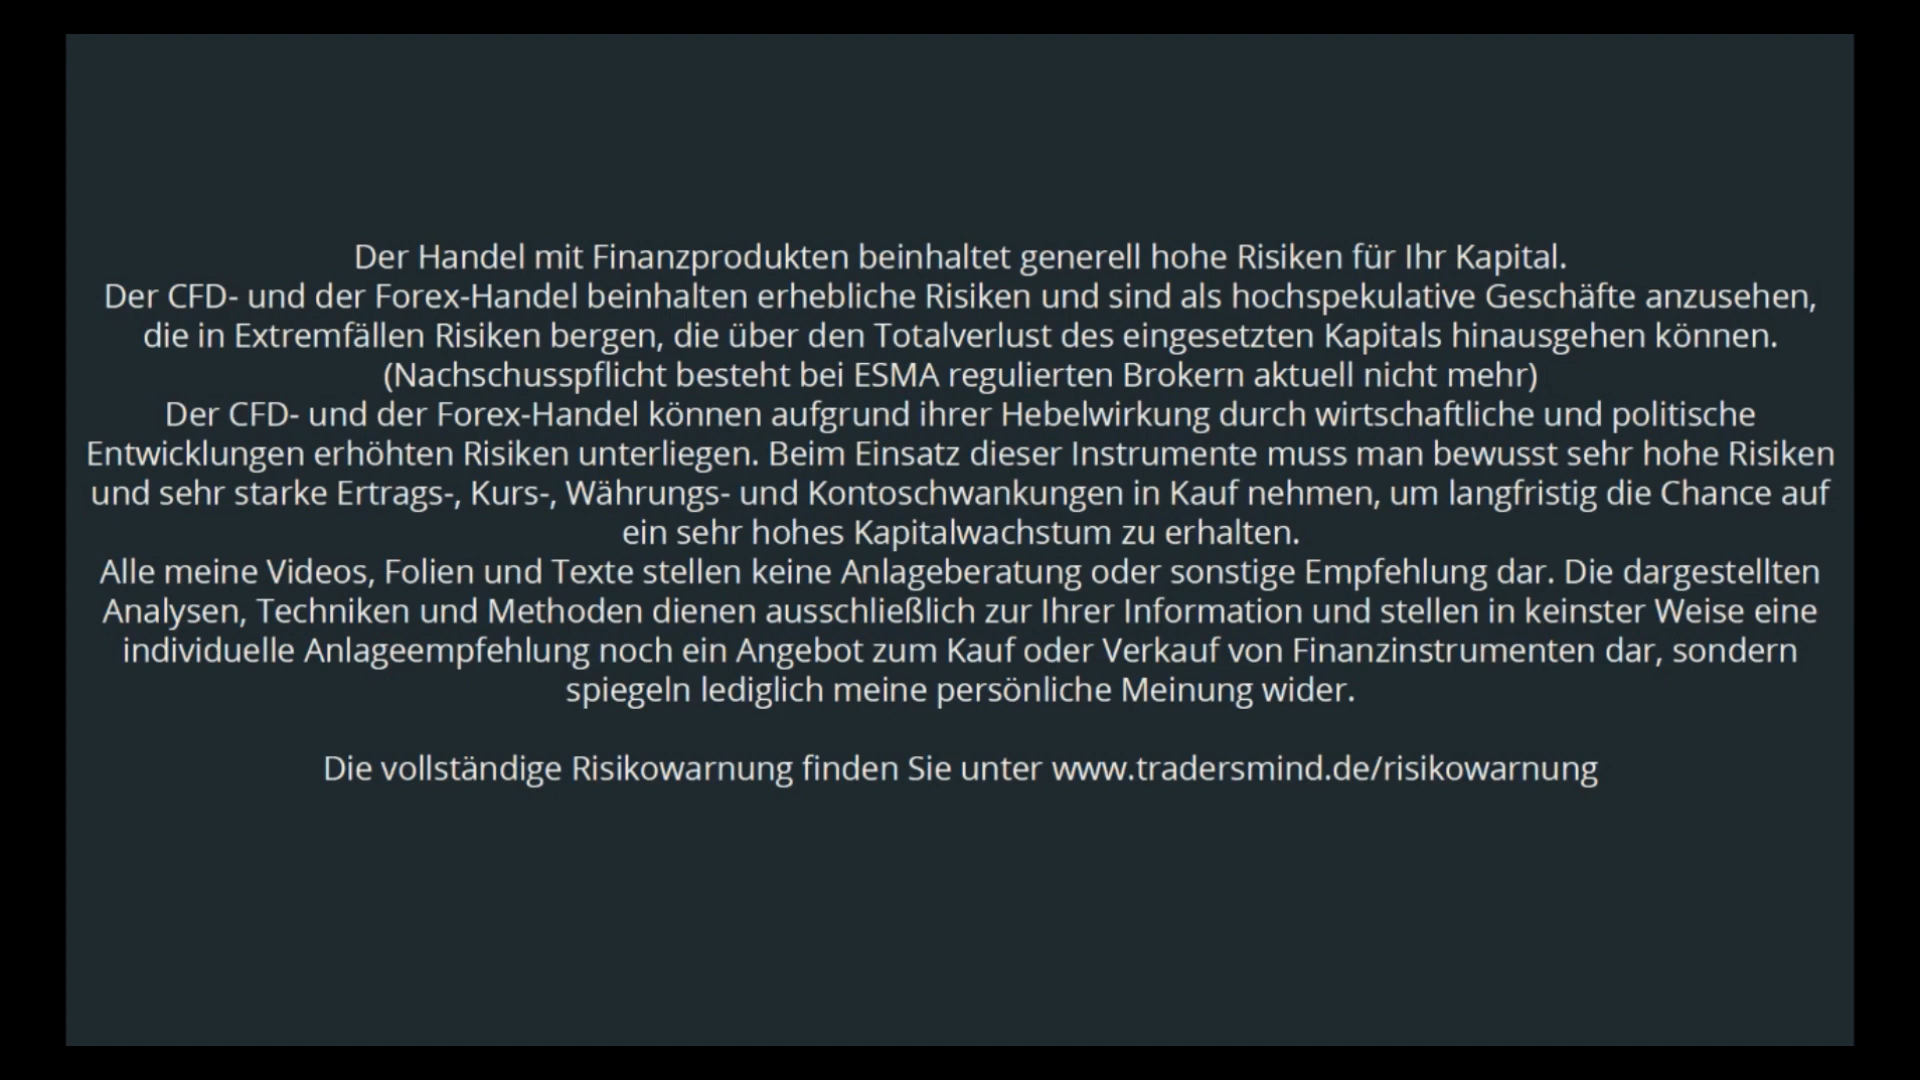 Der Handel mit Finanzprodukten beinhaltet generell hohe Risiken für Ihr Kapital.
Der CFD- und der Forex-Handel beinhalten erhebliche Risiken und sind als hochspekulative Geschäfte anzusehen,
die in Extremfällen Risiken bergen, die über den Totalverlust des eingesetzten Kapitals hinausgehen können.
(Nachschusspflicht besteht bei ESMA regulierten Brokern aktuell nicht mehr)
Der CFD- und der Forex-Handel können aufgrund ihrer Hebelwirkung durch wirtschaftliche und politische
Entwicklungen erhöhten Risiken unterliegen. Beim Einsatz dieser Instrumente muss man bewusst sehr hohe Risiken
und sehr starke Ertrags-, Kurs-, Währungs- und Kontoschwankungen in Kauf nehmen, um langfristig die Chance auf
ein sehr hohes Kapitalwachstum zu erhalten.
Alle meine Videos, Folien und Texte stellen keine Anlageberatung oder sonstige Empfehlung dar. Die dargestellten
Analysen, Techniken und Methoden dienen ausschließlich zur Ihrer Information und stellen in keinster Weise eine
individuelle Anlageempfehlung noch ein Angebot zum Kauf oder Verkauf von Finanzinstrumenten dar, sondern
spiegeln lediglich meine persönliche Meinung wider.
Die vollständige Risikowarnung finden Sie unter www.tradersmind.de/risikowarnung